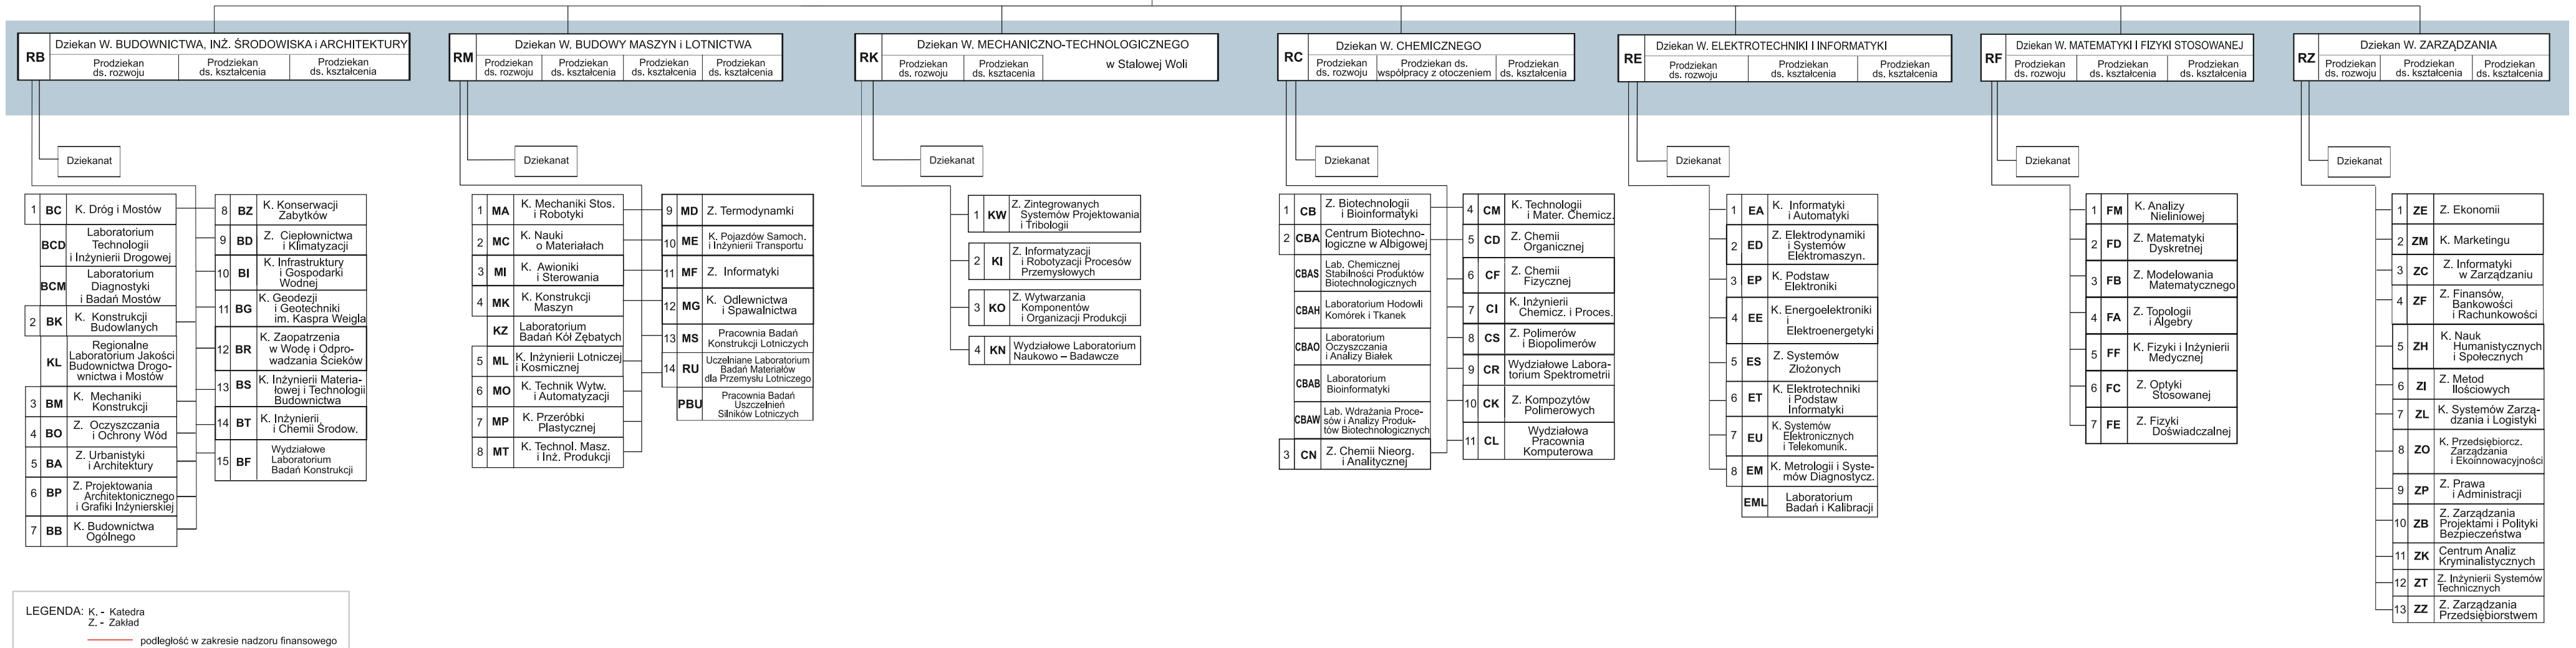 RB
Dziekan W. BUDOWNICTWA, INŻ. ŚRODOWISKA i ARCHITEKTURY
Prodziekan
ds. rozwoju
Prodziekan
ds. kształcenia
Prodziekan
ds. kształcenia
Dziekanat
1 BC K. Dróg i Mostów
BCD Laboratorium
Technologii
i Inżynierii Drogowej
BCM Laboratorium
Diagnostyki
i Badań Mostów
2 BK K. Konstrukcji
Budowlanych
KL Regionalne
Laboratorium Jakości
Budownictwa Drogo-
wnictwa i Mostów
3 BM K. Mechaniki
Konstrukcji
4 BO Z. Oczyszczania
i Ochrony Wód
5 BA Z. Urbanistyki
i Architektury
6 BP Z. Projektowania
Architektonicznego
i Grafiki Inżynierskiej
7 BB K. Budownictwa
Ogólnego
8 BZ K. Konserwacji
Zabytków
9 BD Z. Ciepłownictwa
i Klimatyzacji
10 BI K. Infrastruktury
i Gospodarki
Wodnej
11 BG K. Geodezji
i Geotechniki
im. Kaspra Weigla
12 BR K. Zaopatrzenia
w Wodę i Odpro-
wadzania Ścieków
13 BS K. Inżynierii Materia-
łowej i Technologii
Budownictwa
14 BT K. Inżynierii
i Chemii Środow.
15 BF Wydziałowe
Laboratorium
Badań Konstrukcji
RM
Dziekan W. BUDOWY MASZYN i LOTNICTWA
Prodziekan
ds. rozwoju
Prodziekan
ds. kształcenia
Prodziekan
ds. kształcenia
Prodziekan
ds. kształcenia
Dziekanat
1 MA K. Mechaniki Stos.
i Robotyki
2 MC K. Nauki
o Materiałach
3 MI K. Awioniki
i Sterowania
4 MK K. Konstrukcji
Maszyn
KZ Laboratorium
Badań Kół Zębatych
5 ML K. Inżynierii Lotniczej
i Kosmicznej
6 MO K. Technik Wytw.
i Automatyzacji
7 MP K. Przeróbki
Plastycznej
8 MT K. Technol. Masz.
i Inż. Produkcji
9 MD Z. Termodynamki
10 ME K. Pojazdów Samoch.
i Inżynierii Transportu
11 MF Z. Informatyki
12 MG K. Odlewnictwa
i Spawalnictwa
13 MS Pracownia Badań
Konstrukcji Lotniczych
14 RU Uczelniane Laboratorium
Badań Materiałów
dla Przemysłu Lotniczego
PBU Pracownia Badań
Uszczelnień
Silników Lotniczych
RK
Dziekan W. MECHANICZNO-TECHNOLOGICZNEGO
w Stalowej Woli
Prodziekan
ds. rozwoju
Prodziekan
ds. kształcenia
Dziekanat
1 KW Z. Zintegrowanych
Systemów Projektowania
i Tribologii
2 KI Z. Informatyzacji
i Robotyzacji Procesów
Przemysłowych
3 KO Z. Wytwarzania
Komponentów
i Organizacji Produkcji
4 KN Wydziałowe Laboratorium
Naukowo – Badawcze
RC
Dziekan W. CHEMICZNEGO
Prodziekan
ds. rozwoju
Prodziekan ds.
współpracy z otoczeniem
Prodziekan
ds. kształcenia
Dziekanat
1 CB Z. Biotechnologii
i Bioinformatyki
2 CBA Centrum Biotechno-
logiczne w Albigowej
CBAS Lab. Chemicznej
Stabilności Produktów
Biotechnologicznych
CBAH Laboratorium Hodowli
Komórek i Tkanek
CBAO Laboratorium
Oczyszczania
i Analizy Białek
CBAB Laboratorium
Bioinformatyki
CBAW Lab. Wdrażania Proce-
sów i Analizy Produk-
tów Biotechnologicznych
3 CN Z. Chemii Nieorg.
i Analitycznej
4 CM K. Technologii
i Mater. Chemicz.
5 CD Z. Chemii
Organicznej
6 CF Z. Chemii
Fizycznej
7 CI K. Inżynierii
Chemicz. i Proces.
8 CS Z. Polimerów
i Biopolimerów
9 CR Wydziałowe Labora-
torium Spektrometrii
10 CK Z. Kompozytów
Polimerowych
11 CL Wydziałowa
Pracownia
Komputerowa
RE
Dziekan W. ELEKTROTECHNIKI I INFORMATYKI
Prodziekan
ds. rozwoju
Prodziekan
ds. kształcenia
Prodziekan
ds. kształcenia
Dziekanat
1 EA K. Informatyki
i Automatyki
2 ED Z. Elektrodynamiki
i Systemów
Elektromaszyn.
3 EP K. Podstaw
Elektroniki
4 EE K. Energoelektroniki
i
Elektroenergetyki
5 ES Z. Systemów
Złożonych
6 ET K. Elektrotechniki
i Podstaw
Informatyki
7 EU K. Systemów
Elektronicznych
i Telekomunik.
8 EM K. Metrologii i Syste-
mów Diagnostycz.
EML Laboratorium
Badań i Kalibracji
RF
Dziekan W. MATEMATYKI I FIZYKI STOSOWANEJ
Prodziekan
ds. rozwoju
Prodziekan
ds. kształcenia
Prodziekan
ds. kształcenia
Dziekanat
1 FM K. Analizy
Nieliniowej
2 FD Z. Matematyki
Dyskretnej
3 FB Z. Modelowania
Matematycznego
4 FA Z. Topologii
i Algebry
5 FF K. Fizyki i Inżynierii
Medycznej
6 FC Z. Optyki
Stosowanej
7 FE Z. Fizyki
Doświadczalnej
RZ
Dziekan W. ZARZĄDZANIA
Prodziekan
ds. rozwoju
Prodziekan
ds. kształcenia
Prodziekan
ds. kształcenia
Dziekanat
1 ZE Z. Ekonomii
2 ZM K. Marketingu
3 ZC Z. Informatyki
w Zarządzaniu
4 ZF Z. Finansów,
Bankowości
i Rachunkowości
5 ZH K. Nauk
Humanistycznych
i Społecznych
6 ZI Z. Metod
Ilościowych
7 ZL K. Systemów Zarzą-
dzania i Logistyki
8 ZO K. Przedsiębiorcz.
Zarządzania
i Ekoinnowacyjności
9 ZP Z. Prawa
i Administracji
10 ZB Z. Zarządzania
Projektami i Polityki
Bezpieczeństwa
11 ZK Centrum Analiz
Kryminalistycznych
12 ZT Z. Inżynierii Systemów
Technicznych
13 ZZ Z. Zarządzania
Przedsiębiorstwem
LEGENDA: K. - Katedra
Z. - Zakład
podległość w zakresie nadzoru finansowego